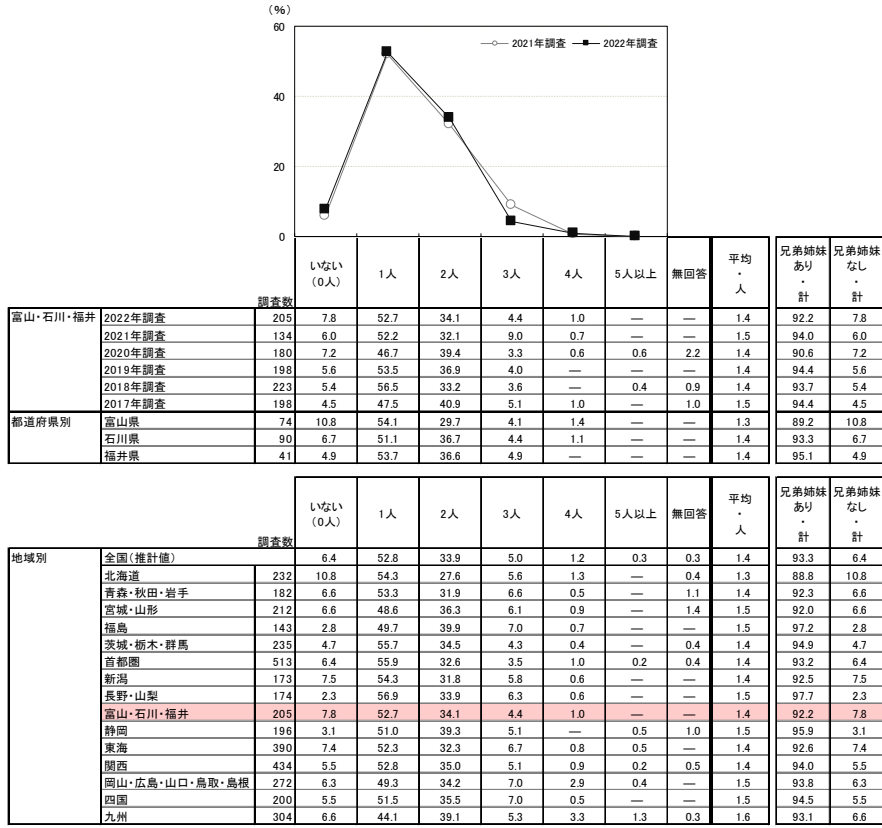 (％)
60
40
20
0
2021年調査 2022年調査
調査数 いない(0人) 1人 2人 3人 4人 5人以上 無回答 平均・人 兄弟姉妹あり・計 兄弟姉妹なし・計
富山・石川・福井 2022年調査 205 7.8 52.7 34.1 4.4 1.0 ― ― 1.4 92.2 7.8
2021年調査 134 6.0 52.2 32.1 9.0 0.7 ― ― 1.5 94.0 6.0
2020年調査 180 7.2 46.7 39.4 3.3 0.6 0.6 2.2 1.4 90.6 7.2
2019年調査 198 5.6 53.5 36.9 4.0 ― ― ― 1.4 94.4 5.6
2018年調査 223 5.4 56.5 33.2 3.6 ― 0.4 0.9 1.4 93.7 5.4
2017年調査 198 4.5 47.5 40.9 5.1 1.0 ― 1.0 1.5 94.4 4.5
都道府県別 富山県 74 10.8 54.1 29.7 4.1 1.4 ― ― 1.3 89.2 10.8
石川県 90 6.7 51.1 36.7 4.4 1.1 ― ― 1.4 93.3 6.7
福井県 41 4.9 53.7 36.6 4.9 ― ― ― 1.4 95.1 4.9
調査数 いない(0人) 1人 2人 3人 4人 5人以上 無回答 平均・人 兄弟姉妹あり・計 兄弟姉妹なし・計
地域別 全国(推計値) 6.4 52.8 33.9 5.0 1.2 0.3 0.3 1.4 93.3 6.4
北海道 232 10.8 54.3 27.6 5.6 1.3 ― 0.4 1.3 88.8 10.8
青森・秋田・岩手 182 6.6 53.3 31.9 6.6 0.5 ― 1.1 1.4 92.3 6.6
宮城・山形 212 6.6 48.6 36.3 6.1 0.9 ― 1.4 1.5 92.0 6.6
福島 143 2.8 49.7 39.9 7.0 0.7 ― ― 1.5 97.2 2.8
茨城・栃木・群馬 235 4.7 55.7 34.5 4.3 0.4 ― 0.4 1.4 94.9 4.7
首都圏 513 6.4 55.9 32.6 3.5 1.0 0.2 0.4 1.4 93.2 6.4
新潟 173 7.5 54.3 31.8 5.8 0.6 ― ― 1.4 92.5 7.5
長野・山梨 174 2.3 56.9 33.9 6.3 0.6 ― ― 1.5 97.7 2.3
富山・石川・福井 205 7.8 52.7 34.1 4.4 1.0 ― ― 1.4 92.2 7.8
静岡 196 3.1 51.0 39.3 5.1 ― 0.5 1.0 1.5 95.9 3.1
東海 390 7.4 52.3 32.3 6.7 0.8 0.5 ― 1.4 92.6 7.4
関西 434 5.5 52.8 35.0 5.1 0.9 0.2 0.5 1.4 94.0 5.5
岡山・広島・山口・鳥取・島根 272 6.3 49.3 34.2 7.0 2.9 0.4 ― 1.5 93.8 6.3
四国 200 5.5 51.5 35.5 7.0 0.5 ― ― 1.5 94.5 5.5
九州 304 6.6 44.1 39.1 5.3 3.3 1.3 0.3 1.6 93.1 6.6